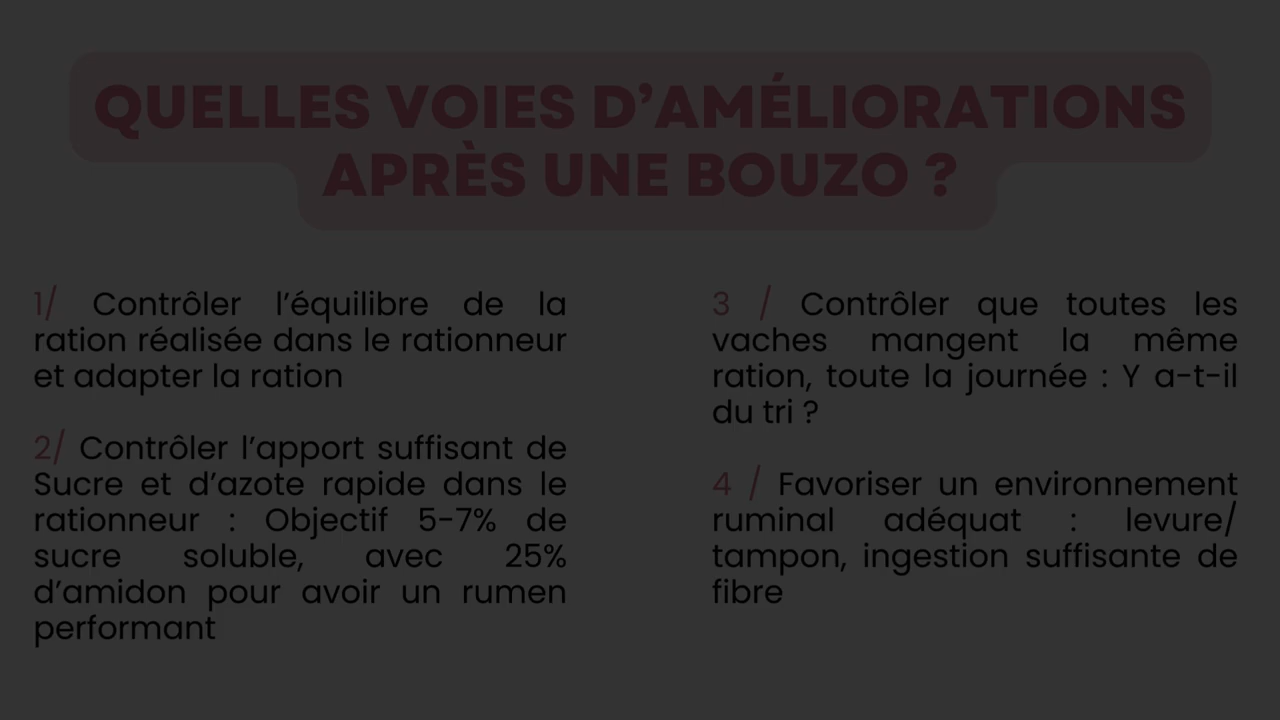 QUELLES VOIES D’AMÉLIORATIONS
APRÈS UNE BOUZO ?
1/ Contrôler l’équilibre de la
ration réalisée dans le rationneur
et adapter la ration
2/ Contrôler l’apport suffisant de
Sucre et d’azote rapide dans le
rationneur : Objectif 5-7% de
sucre soluble, avec 25%
d’amidon pour avoir un rumen
performant
3 / Contrôler que toutes les
vaches mangent la même
ration, toute la journée : Y a-t-il
du tri ?
4 / Favoriser un environnement
ruminal adéquat : levure/
tampon, ingestion suffisante de
fibre